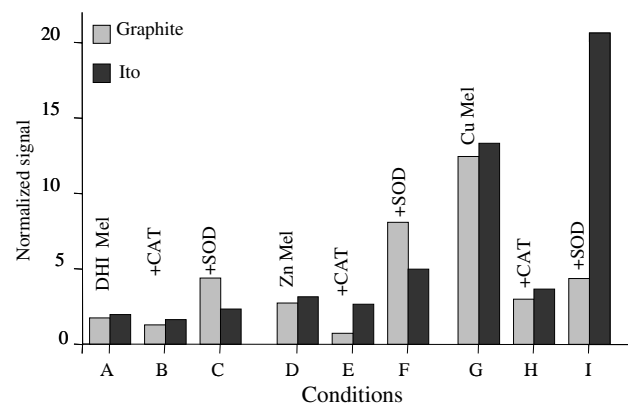 Graphite
Ito
Normalized signal
20
15
10
5
0
DHI Mel
+CAT
+SOD
Zn Mel
+CAT
+SOD
Cu Mel
+CAT
+SOD
A B C D E F G H I
Conditions